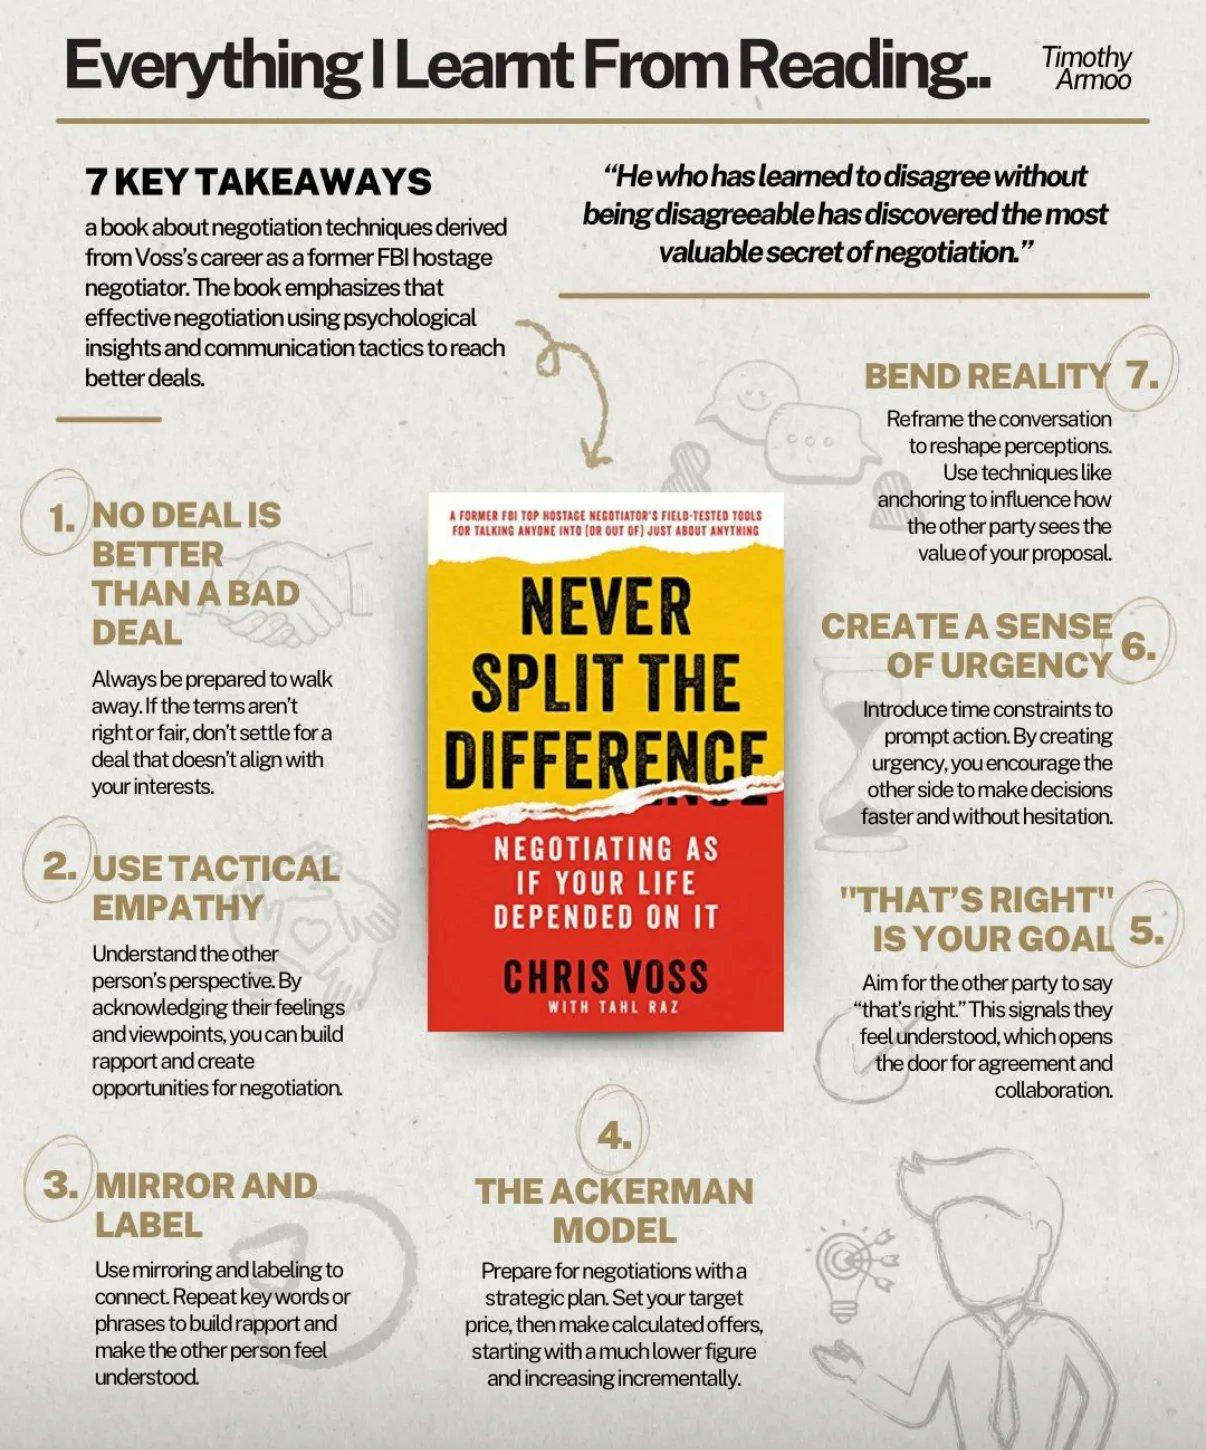 Everything I Learnt From Reading..
Timothy
Armoo
7 KEY TAKEAWAYS
a book about negotiation techniques derived
from Voss's career as a former FBI hostage
negotiator. The book emphasizes that
effective negotiation using psychological
insights and communication tactics to reach
better deals.
“He who has learned to disagree without
being disagreeable has discovered the most
valuable secret of negotiation.”
1. NO DEAL IS
BETTER
THAN A BAD
DEAL
Always be prepared to walk
away. If the terms aren't
right or fair, don't settle for a
deal that doesn't align with
your interests.
2. USE TACTICAL
EMPATHY
Understand the other
person's perspective. By
acknowledging their feelings
and viewpoints, you can build
rapport and create
opportunities for negotiation.
3. MIRROR AND
LABEL
Use mirroring and labeling to
connect. Repeat key words or
phrases to build rapport and
make the other person feel
understood.
A FORMER FBI TOP HOSTAGE NEGOTIATOR'S FIELD-TESTED TOOLS
FOR TALKING ANYONE INTO (OR OUT OF) JUST ABOUT ANYTHING
NEVER
SPLIT THE
DIFFERENCE
NEGOTIATING AS
IF YOUR LIFE
DEPENDED ON IT
CHRIS VOSS
WITH TAHL RAZ
4.
THE ACKERMAN
MODEL
Prepare for negotiations with a
strategic plan. Set your target
price, then make calculated offers,
starting with a much lower figure
and increasing incrementally.
"THAT'S RIGHT"
IS YOUR GOAL 5.
Aim for the other party to say
“that's right.” This signals they
feel understood, which opens
the door for agreement and
collaboration.
CREATE A SENSE
OF URGENCY 6.
Introduce time constraints to
prompt action. By creating
urgency, you encourage the
other side to make decisions
faster and without hesitation.
BEND REALITY 7.
Reframe the conversation
to reshape perceptions.
Use techniques like
anchoring to influence how
the other party sees the
value of your proposal.